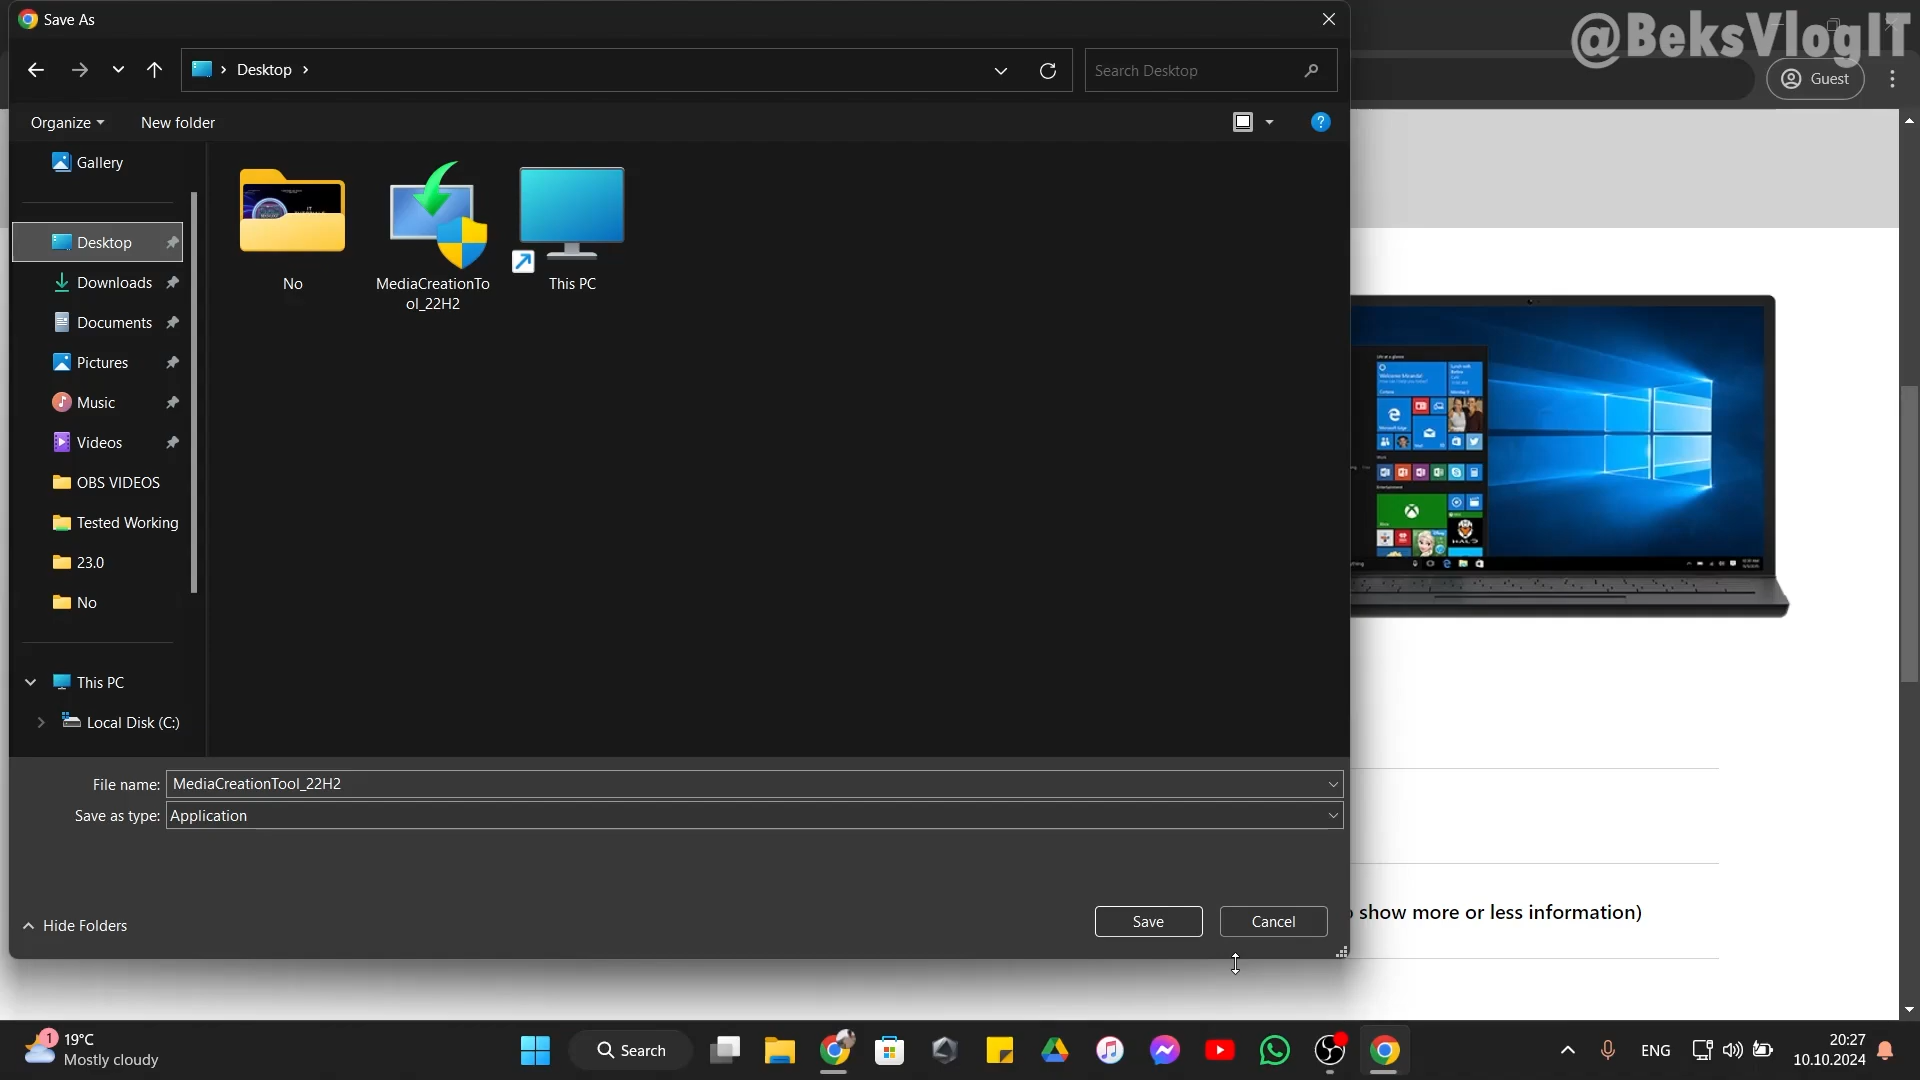 Save As
@BeksVlogIT
Desktop
Search Desktop
Guest
Organize
New folder
Gallery
Desktop
Downloads
Documents
Pictures
Music
Videos
OBS VIDEOS
Tested Working
23.0
No
This PC
Local Disk (C:)
No
MediaCreationTo
ol_22H2
This PC
File name:
MediaCreationTool_22H2
Save as type:
Application
Hide Folders
Save
Cancel
show more or less information)
1
19°C
Mostly cloudy
Search
ENG
20:27
10.10.2024